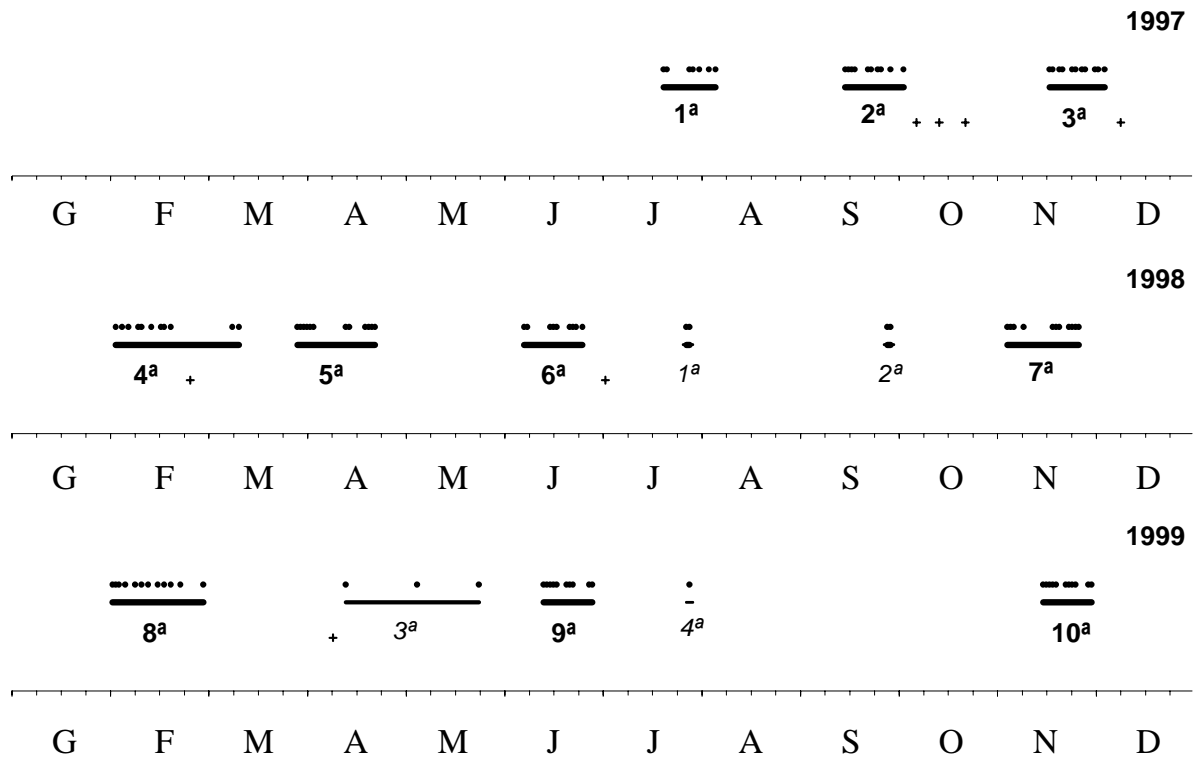 1997
1ª 2ª + + + 3ª +
G F M A M J J A S O N D
1998
4ª + 5ª 6ª + 1ª 2ª 7ª
G F M A M J J A S O N D
1999
8ª + 3ª 9ª 4ª 10ª
G F M A M J J A S O N D